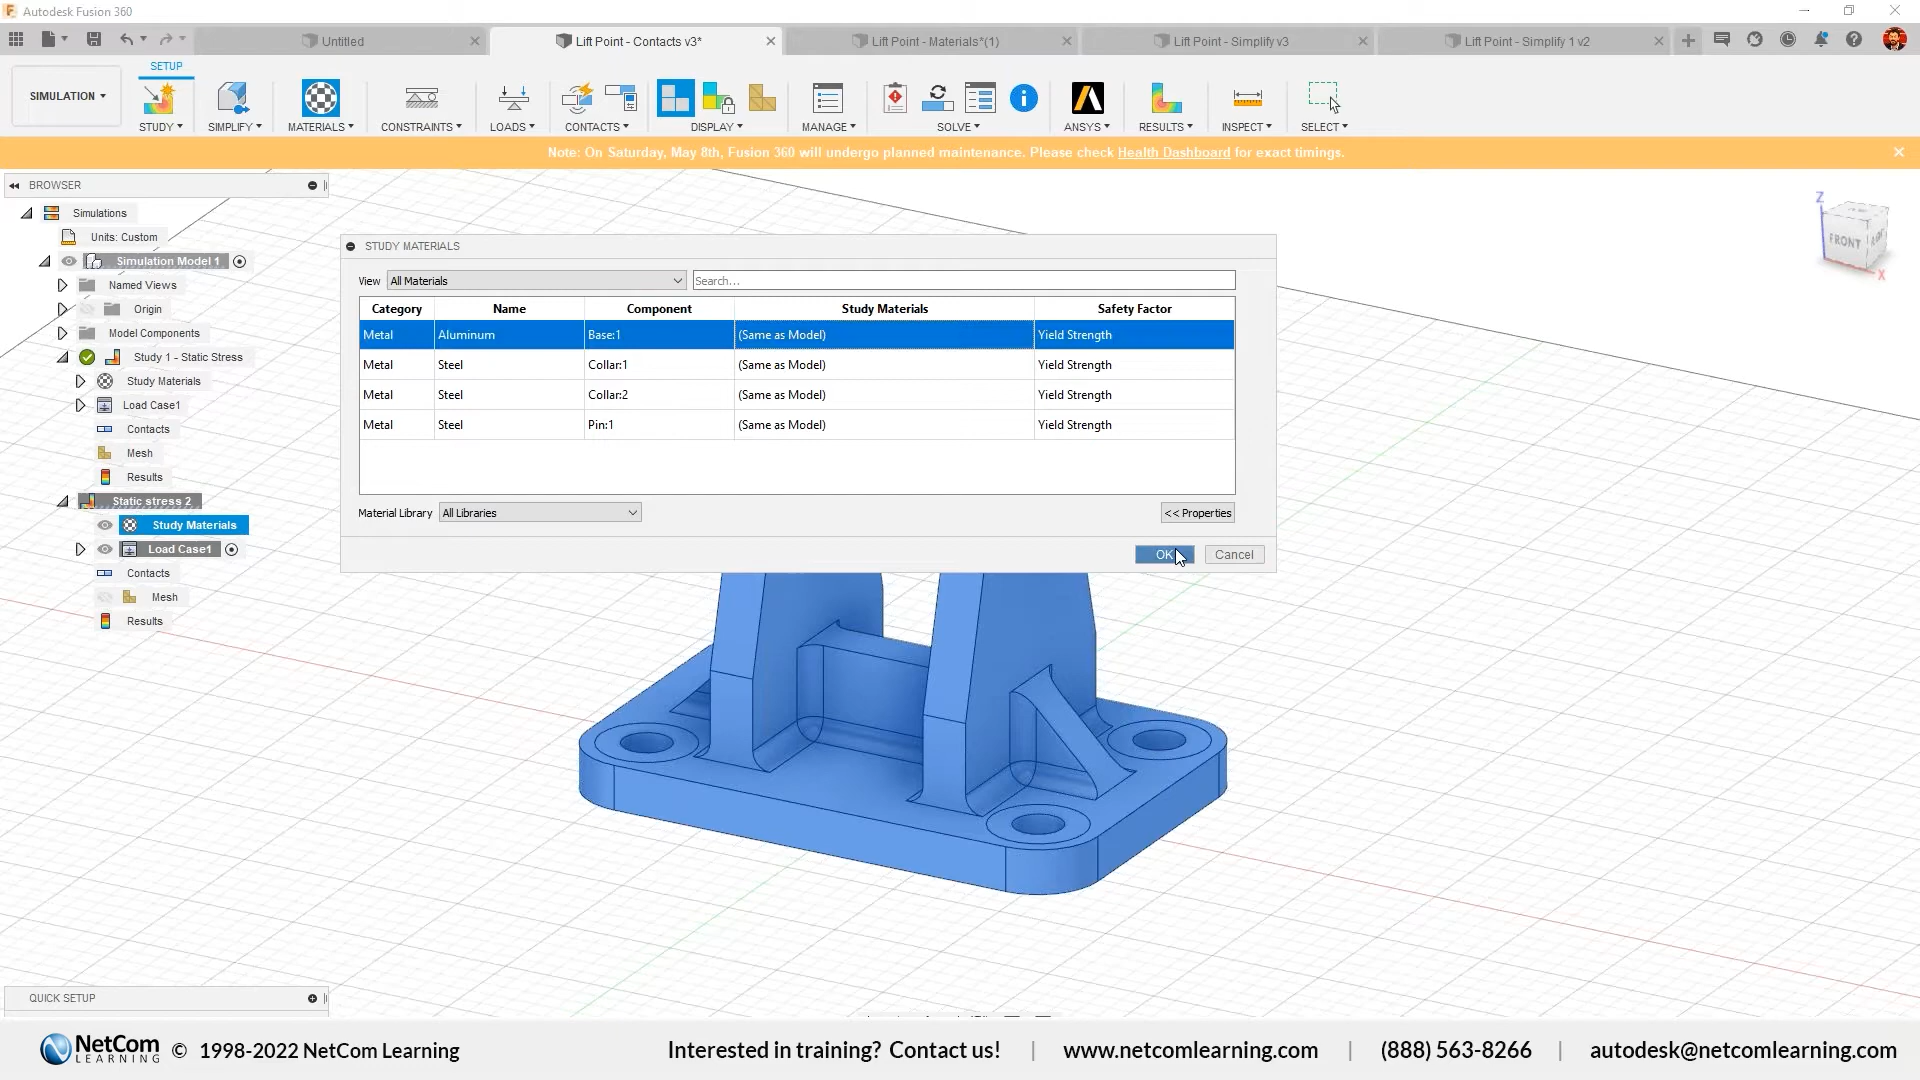 Autodesk Fusion 360
Untitled
Lift Point - Contacts v3*
Lift Point - Materials*(1)
Lift Point - Simplify v3
Lift Point - Simplify 1 v2
SIMULATION
SETUP
STUDY
SIMPLIFY
MATERIALS
CONSTRAINTS
LOADS
CONTACTS
DISPLAY
MANAGE
SOLVE
ANSYS
RESULTS
INSPECT
SELECT
Note: On Saturday, May 8th, Fusion 360 will undergo planned maintenance. Please check Health Dashboard for exact timings.
BROWSER
Simulations
Units: Custom
Simulation Model 1
Named Views
Origin
Model Components
Study 1 - Static Stress
Study Materials
Load Case1
Contacts
Mesh
Results
Static stress 2
Study Materials
Load Case1
Contacts
Mesh
Results
STUDY MATERIALS
View All Materials Search...
Category Name Component Study Materials Safety Factor
Metal Aluminum Base:1 (Same as Model) Yield Strength
Metal Steel Collar:1 (Same as Model) Yield Strength
Metal Steel Collar:2 (Same as Model) Yield Strength
Metal Steel Pin:1 (Same as Model) Yield Strength
Material Library All Libraries << Properties
OK Cancel
Z
FRONT
X
QUICK SETUP
NetCom LEARNING © 1998-2022 NetCom Learning
Interested in training? Contact us! | www.netcomlearning.com | (888) 563-8266 | autodesk@netcomlearning.com